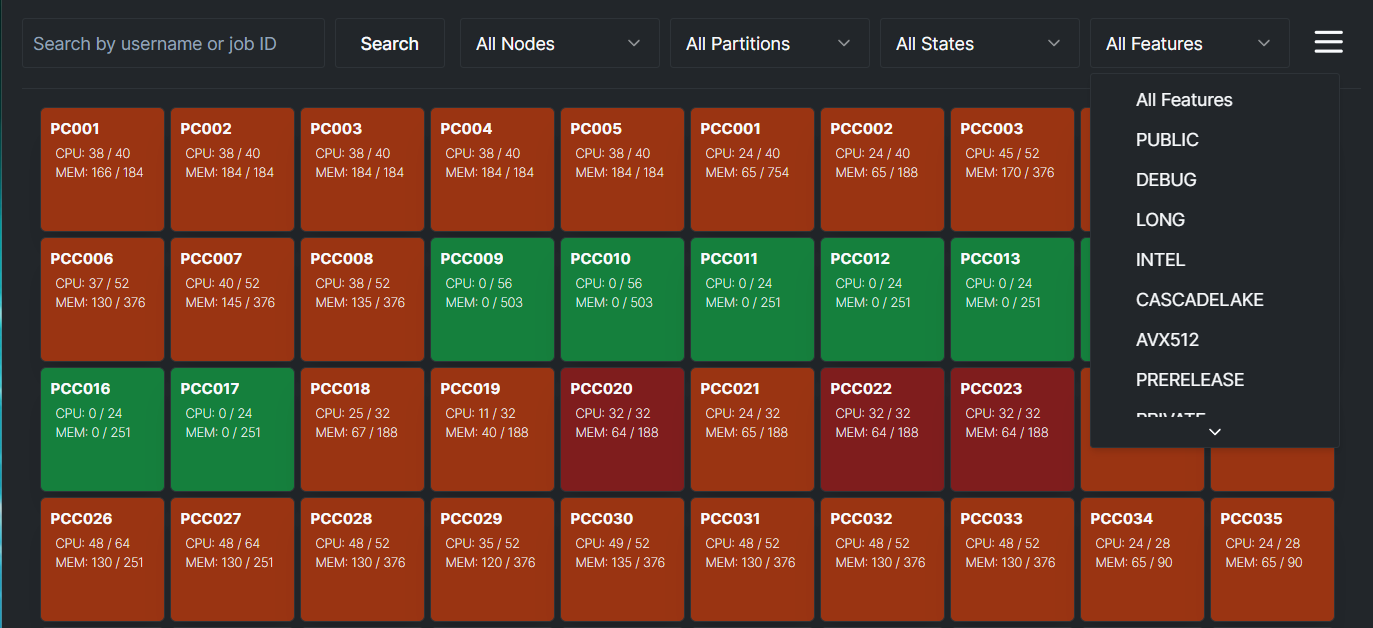 Search by username or job ID
Search
All Nodes
All Partitions
All States
All Features
All Features
PUBLIC
DEBUG
LONG
INTEL
CASCADELAKE
AVX512
PRERELEASE
PRIVATE
PC001
CPU: 38 / 40
MEM: 166 / 184
PC002
CPU: 38 / 40
MEM: 184 / 184
PC003
CPU: 38 / 40
MEM: 184 / 184
PC004
CPU: 38 / 40
MEM: 184 / 184
PC005
CPU: 38 / 40
MEM: 184 / 184
PCC001
CPU: 24 / 40
MEM: 65 / 754
PCC002
CPU: 24 / 40
MEM: 65 / 188
PCC003
CPU: 45 / 52
MEM: 170 / 376
PCC006
CPU: 37 / 52
MEM: 130 / 376
PCC007
CPU: 40 / 52
MEM: 145 / 376
PCC008
CPU: 38 / 52
MEM: 135 / 376
PCC009
CPU: 0 / 56
MEM: 0 / 503
PCC010
CPU: 0 / 56
MEM: 0 / 503
PCC011
CPU: 0 / 24
MEM: 0 / 251
PCC012
CPU: 0 / 24
MEM: 0 / 251
PCC013
CPU: 0 / 24
MEM: 0 / 251
PCC016
CPU: 0 / 24
MEM: 0 / 251
PCC017
CPU: 0 / 24
MEM: 0 / 251
PCC018
CPU: 25 / 32
MEM: 67 / 188
PCC019
CPU: 11 / 32
MEM: 40 / 188
PCC020
CPU: 32 / 32
MEM: 64 / 188
PCC021
CPU: 24 / 32
MEM: 65 / 188
PCC022
CPU: 32 / 32
MEM: 64 / 188
PCC023
CPU: 32 / 32
MEM: 64 / 188
PCC026
CPU: 48 / 64
MEM: 130 / 251
PCC027
CPU: 48 / 64
MEM: 130 / 251
PCC028
CPU: 48 / 52
MEM: 130 / 376
PCC029
CPU: 35 / 52
MEM: 120 / 376
PCC030
CPU: 49 / 52
MEM: 135 / 376
PCC031
CPU: 48 / 52
MEM: 130 / 376
PCC032
CPU: 48 / 52
MEM: 130 / 376
PCC033
CPU: 48 / 52
MEM: 130 / 376
PCC034
CPU: 24 / 28
MEM: 65 / 90
PCC035
CPU: 24 / 28
MEM: 65 / 90